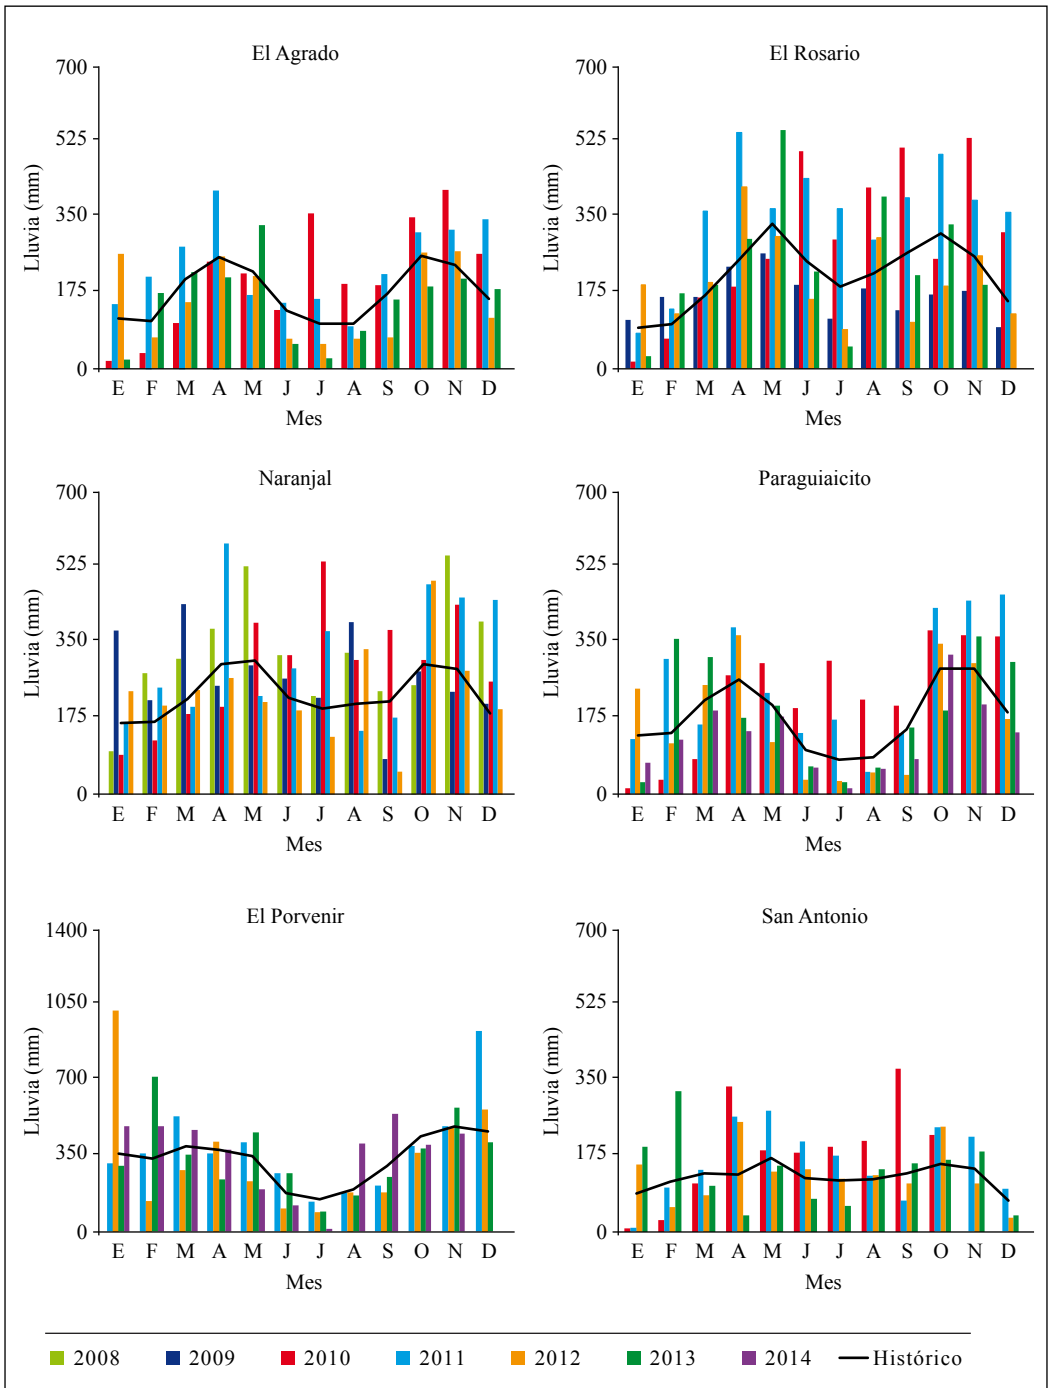 El Agrado
Lluvia (mm)
700
525
350
175
0
E F M A M J J A S O N D
Mes
El Rosario
Lluvia (mm)
700
525
350
175
0
E F M A M J J A S O N D
Mes
Naranjal
Lluvia (mm)
700
525
350
175
0
E F M A M J J A S O N D
Mes
Paraguiaicito
Lluvia (mm)
700
525
350
175
0
E F M A M J J A S O N D
Mes
El Porvenir
Lluvia (mm)
1400
1050
700
350
0
E F M A M J J A S O N D
Mes
San Antonio
Lluvia (mm)
700
525
350
175
0
E F M A M J J A S O N D
Mes
2008 2009 2010 2011 2012 2013 2014 Histórico